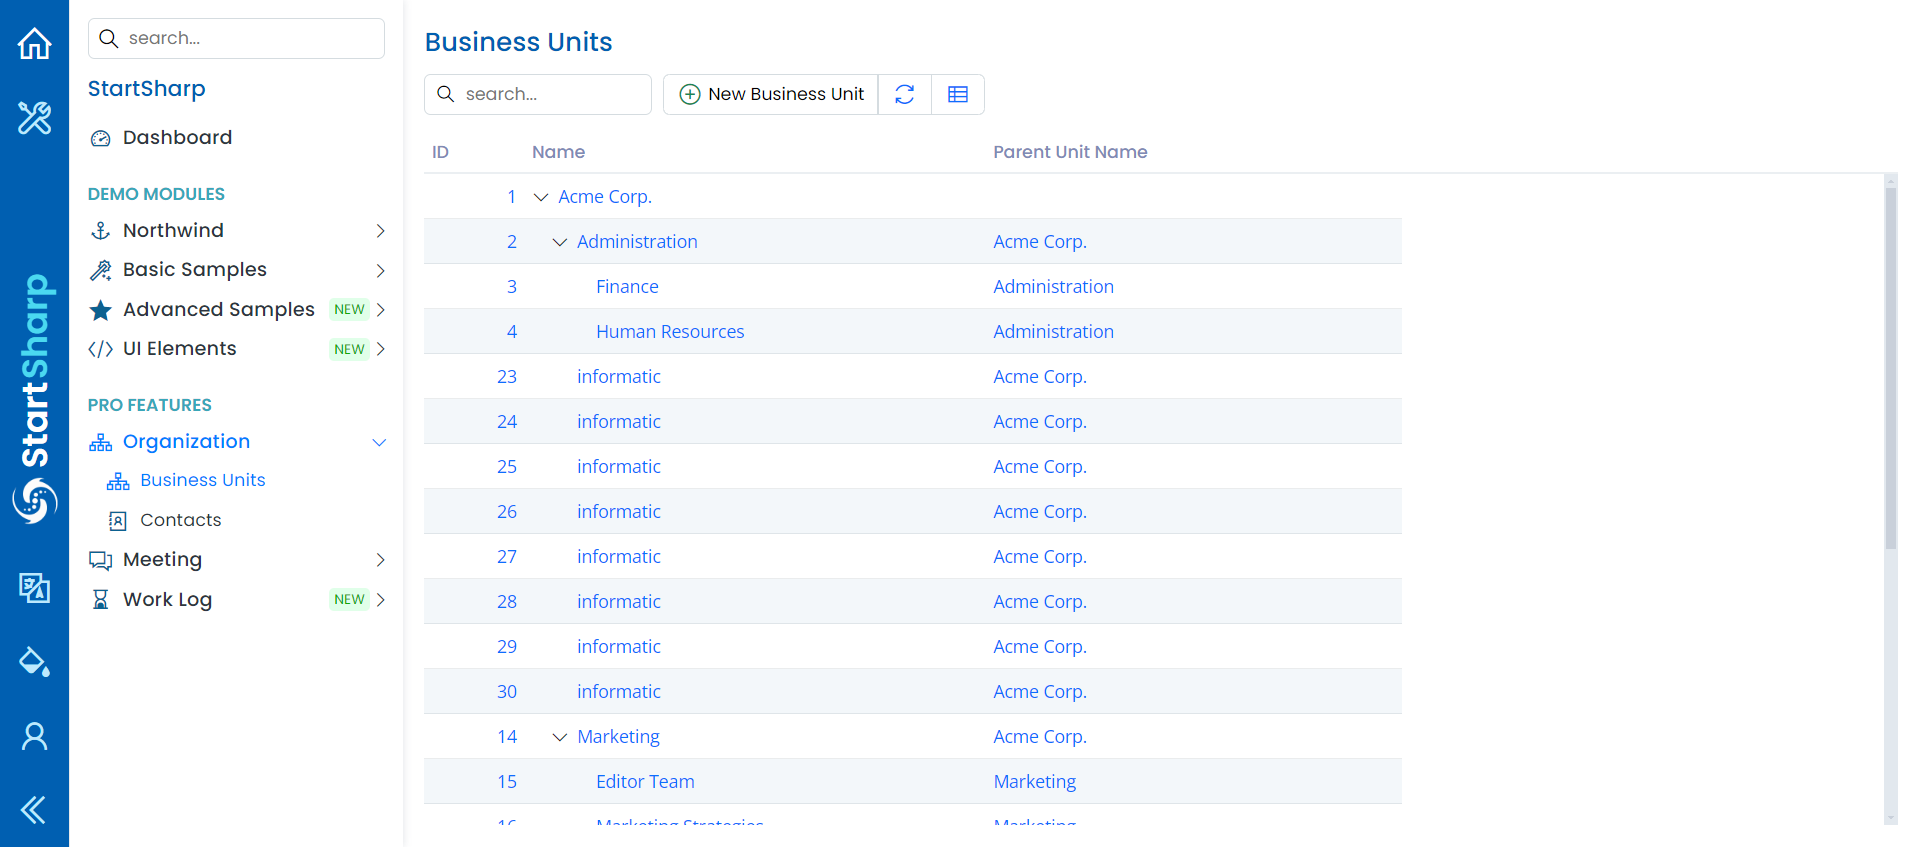 search...
StartSharp
Dashboard
DEMO MODULES
Northwind
Basic Samples
Advanced Samples NEW
UI Elements NEW
PRO FEATURES
Organization
Business Units
Contacts
Meeting
Work Log NEW
StartSharp
Business Units
search...
New Business Unit
ID Name Parent Unit Name
1 Acme Corp.
2 Administration Acme Corp.
3 Finance Administration
4 Human Resources Administration
23 informatic Acme Corp.
24 informatic Acme Corp.
25 informatic Acme Corp.
26 informatic Acme Corp.
27 informatic Acme Corp.
28 informatic Acme Corp.
29 informatic Acme Corp.
30 informatic Acme Corp.
14 Marketing Acme Corp.
15 Editor Team Marketing
16 Marketing Strategies Marketing